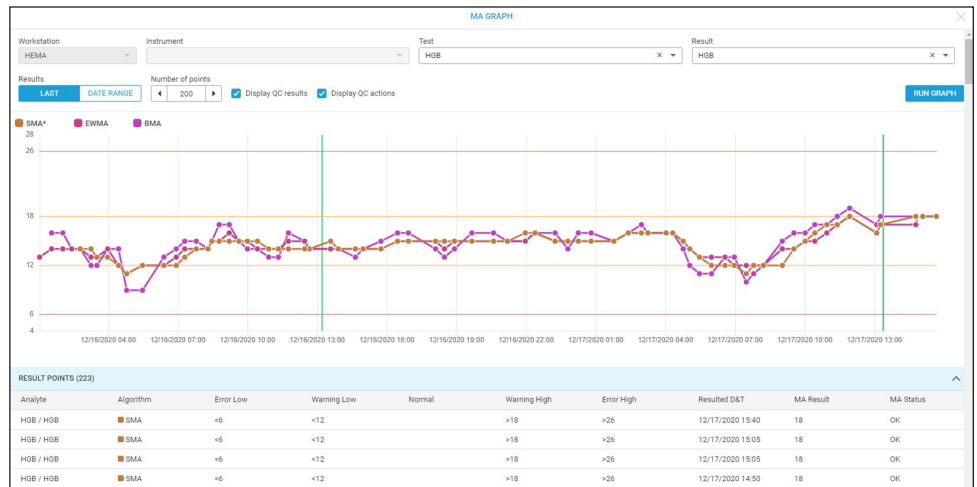 MA GRAPH
Workstation Instrument Test Result
HEMA HGB HGB
Results Number of points
LAST DATE RANGE 200 Display QC results Display QC actions RUN GRAPH
SMA* EWMA BMA
28
26
18
12
6
4
12/16/2020 04:00 12/16/2020 07:00 12/16/2020 10:00 12/16/2020 13:00 12/16/2020 16:00 12/16/2020 19:00 12/16/2020 22:00 12/17/2020 01:00 12/17/2020 04:00 12/17/2020 07:00 12/17/2020 10:00 12/17/2020 13:00
RESULT POINTS (223)
Analyte Algorithm Error Low Warning Low Normal Warning High Error High Resulted D&T MA Result MA Status
HGB / HGB SMA <6 <12 >18 >26 12/17/2020 15:40 18 OK
HGB / HGB SMA <6 <12 >18 >26 12/17/2020 15:05 18 OK
HGB / HGB SMA <6 <12 >18 >26 12/17/2020 15:05 18 OK
HGB / HGB SMA <6 <12 >18 >26 12/17/2020 14:50 18 OK